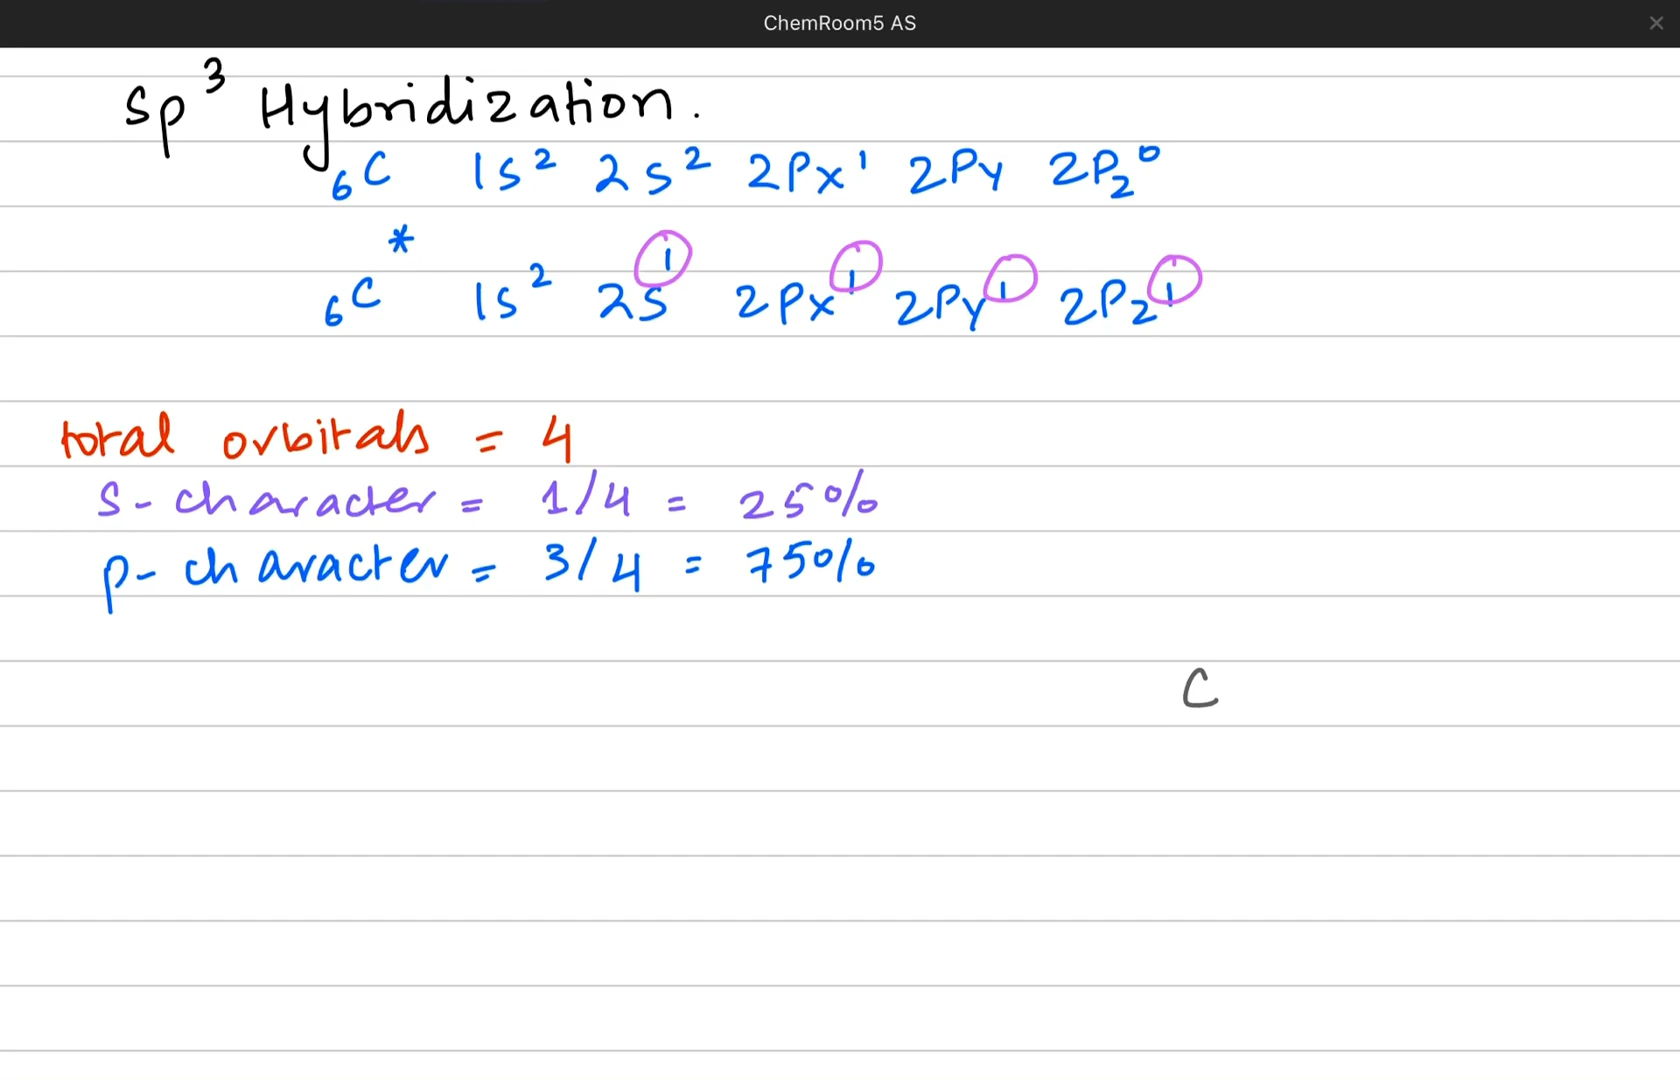 ChemRoom5 AS
Sp³ Hybridization.
₆C 1s² 2s² 2Px¹ 2Py 2Pz⁰
*
₆C 1s² 2s¹ 2Px¹ 2Py¹ 2Pz¹
total orbitals = 4
S- character = 1/4 = 25%
p- character = 3/4 = 75%
C